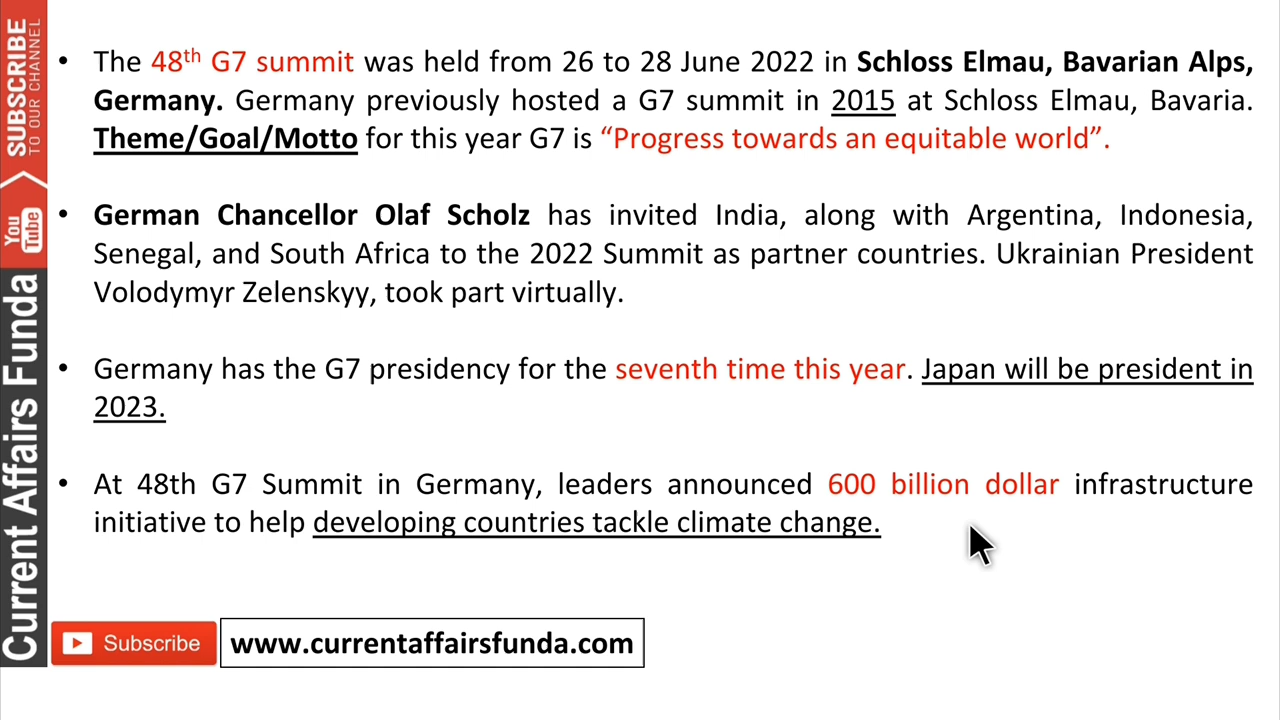 SUBSCRIBE
TO OUR CHANNEL
You
Tube
Current Affairs Funda
• The 48th G7 summit was held from 26 to 28 June 2022 in Schloss Elmau, Bavarian Alps,
Germany. Germany previously hosted a G7 summit in 2015 at Schloss Elmau, Bavaria.
Theme/Goal/Motto for this year G7 is “Progress towards an equitable world”.
• German Chancellor Olaf Scholz has invited India, along with Argentina, Indonesia,
Senegal, and South Africa to the 2022 Summit as partner countries. Ukrainian President
Volodymyr Zelenskyy, took part virtually.
• Germany has the G7 presidency for the seventh time this year. Japan will be president in
2023.
• At 48th G7 Summit in Germany, leaders announced 600 billion dollar infrastructure
initiative to help developing countries tackle climate change.
Subscribe
www.currentaffairsfunda.com